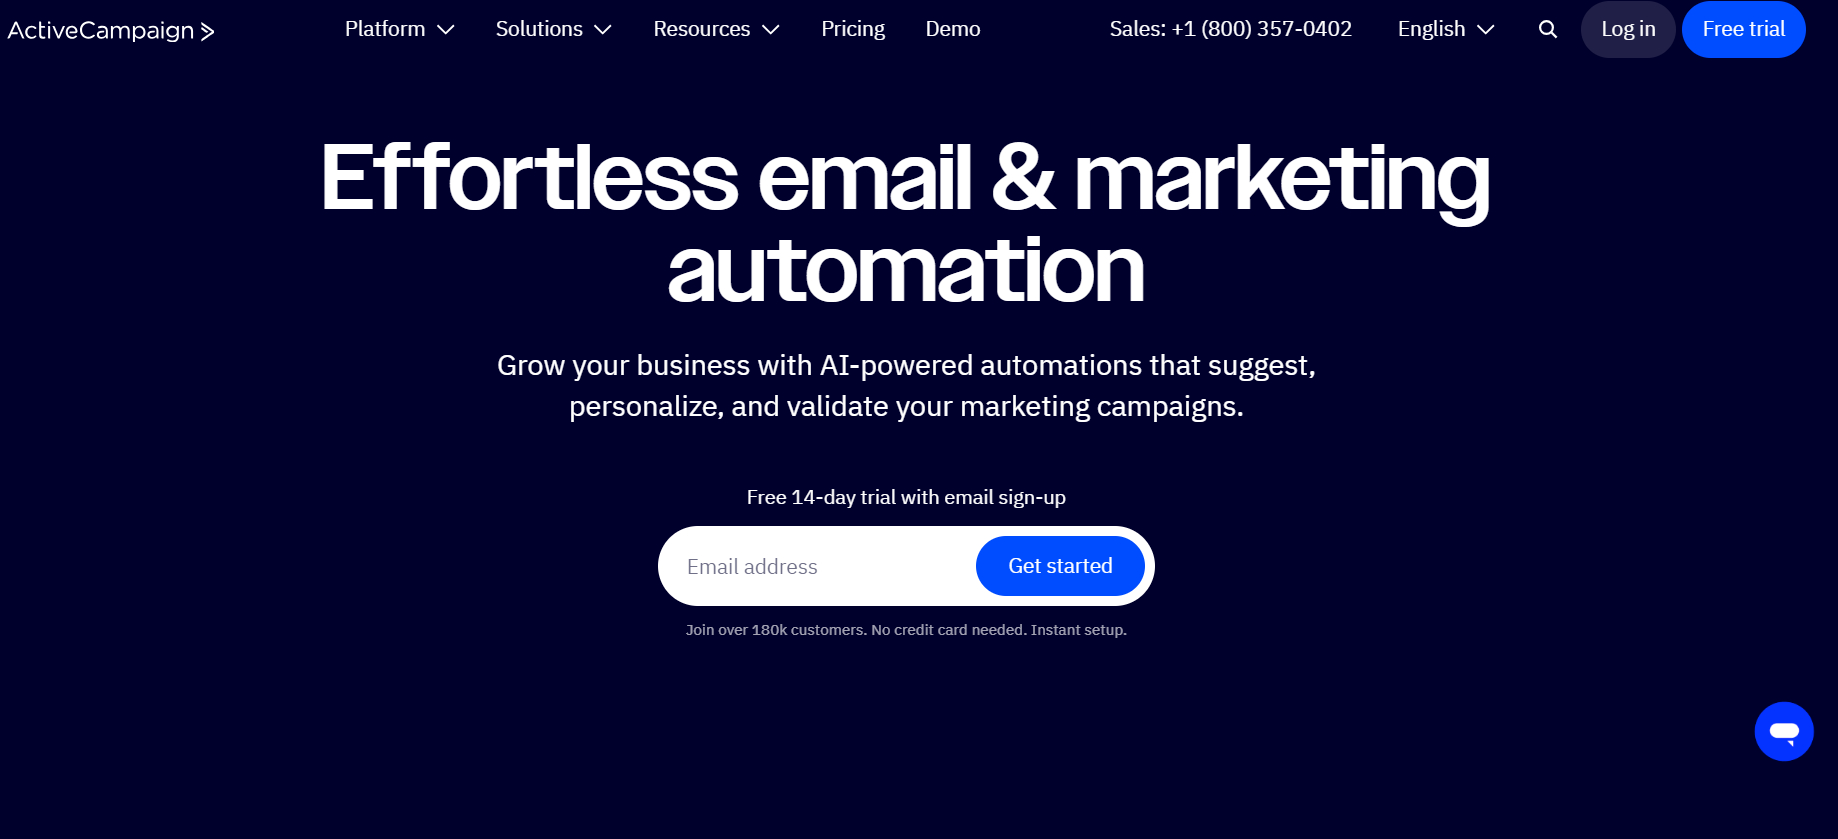 ActiveCampaign
Platform
Solutions
Resources
Pricing
Demo
Sales: +1 (800) 357-0402
English
Log in
Free trial
Effortless email & marketing
automation
Grow your business with AI-powered automations that suggest,
personalize, and validate your marketing campaigns.
Free 14-day trial with email sign-up
Email address
Get started
Join over 180k customers. No credit card needed. Instant setup.